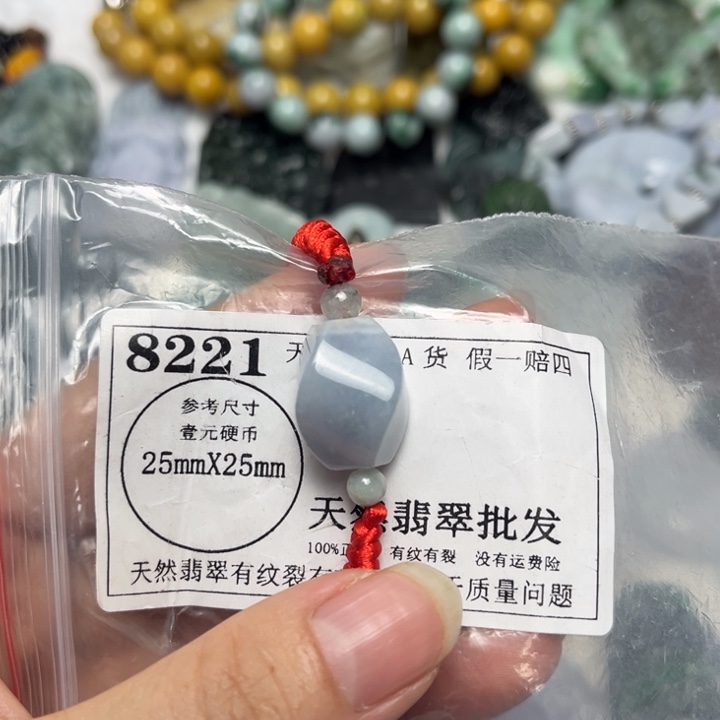 8221 天 A货 假一赔四
参考尺寸
壹元硬币
25mmX25mm
天然翡翠批发
100% 有纹有裂 没有运费险
天然翡翠有纹裂 质量问题